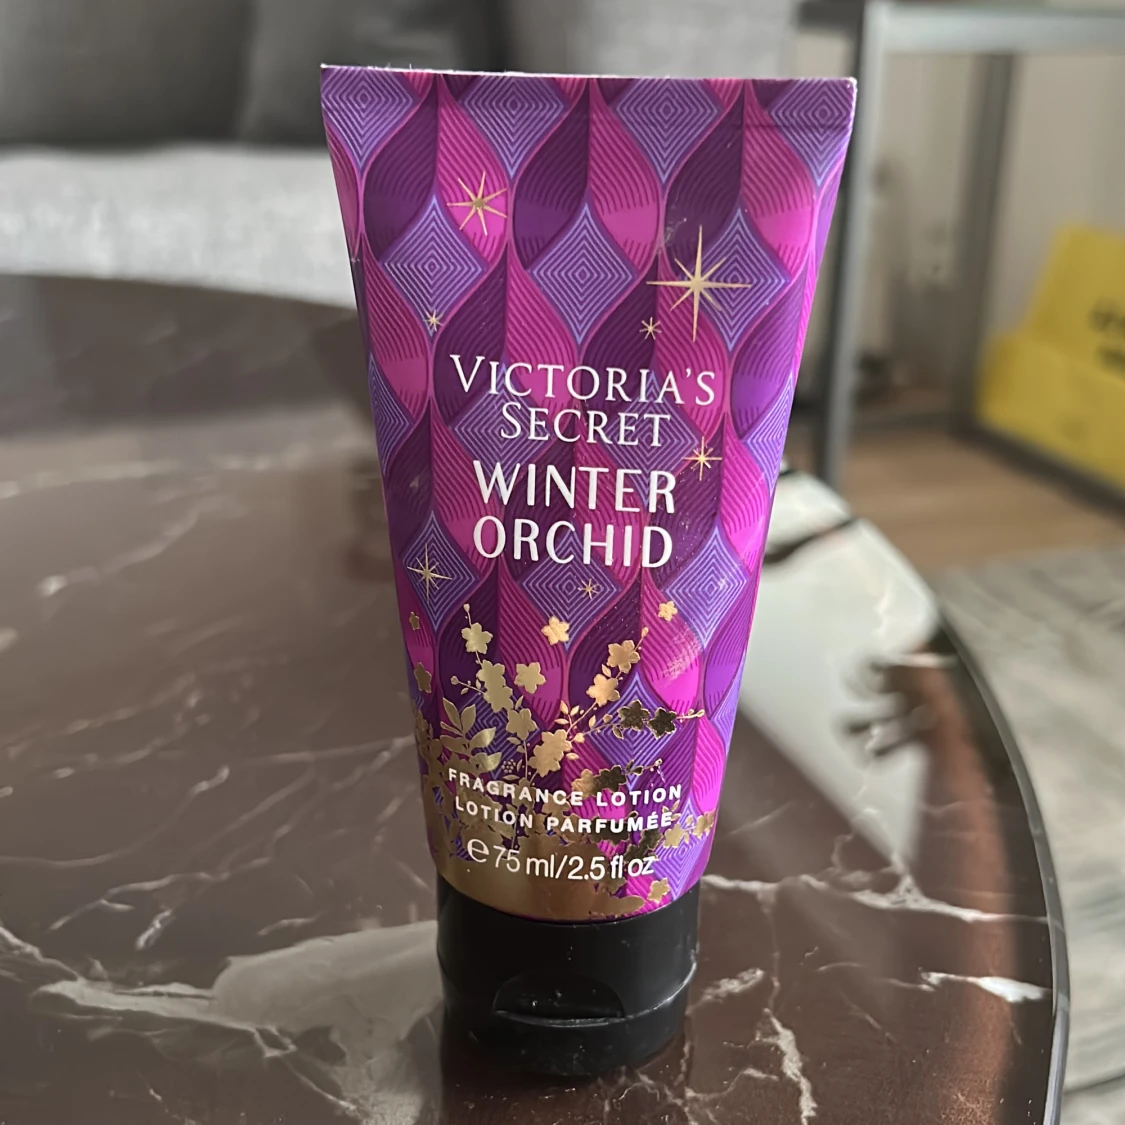 VICTORIA'S
SECRET
WINTER
ORCHID
FRAGRANCE LOTION
LOTION PARFUMÉE
℮75 ml/2.5 fl oz